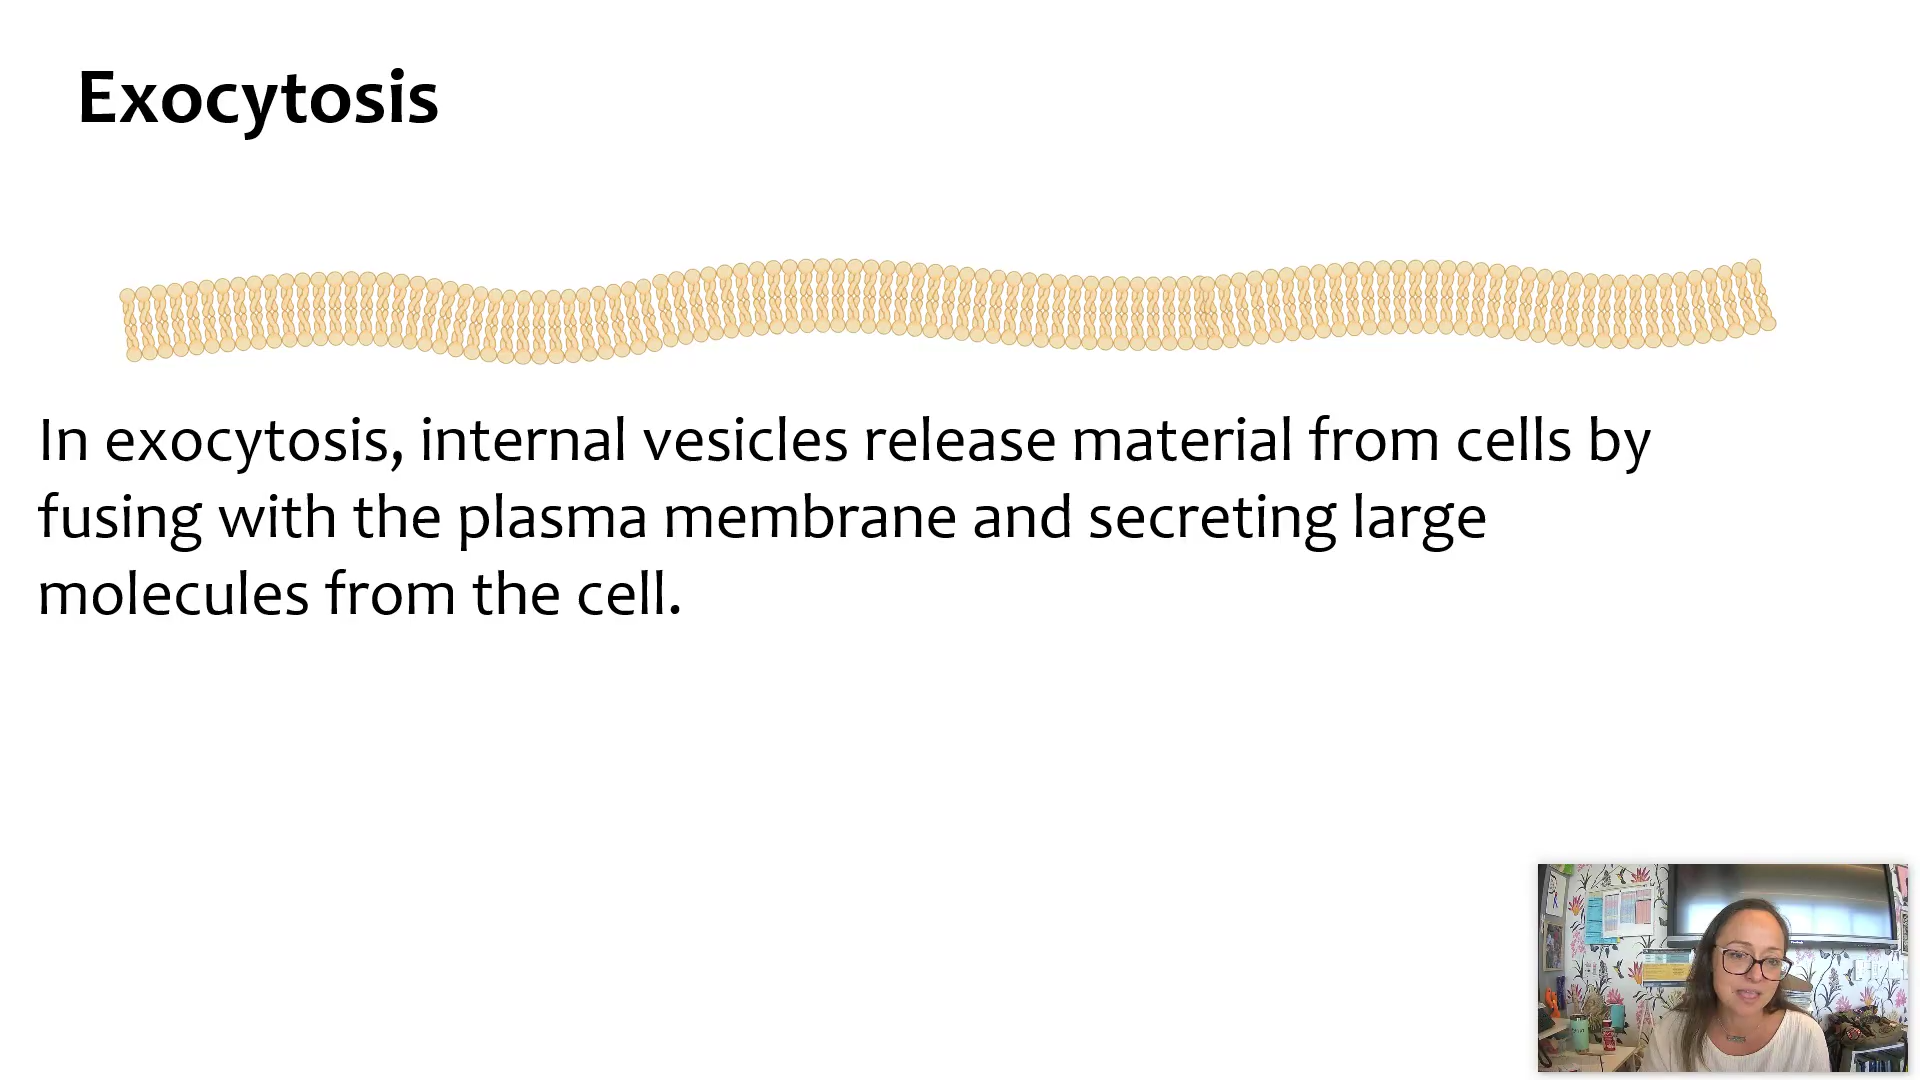 Exocytosis
In exocytosis, internal vesicles release material from cells by
fusing with the plasma membrane and secreting large
molecules from the cell.